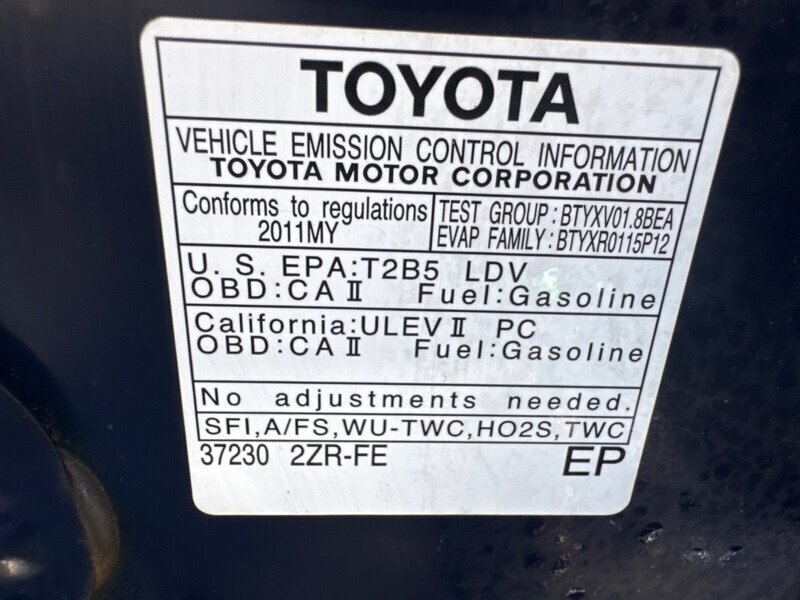 TOYOTA
VEHICLE EMISSION CONTROL INFORMATION
TOYOTA MOTOR CORPORATION
Conforms to regulations
2011MY
TEST GROUP : BTYXV01.8BEA
EVAP FAMILY : BTYXR0115P12
U. S. EPA:T2B5 LDV
OBD:CA II Fuel:Gasoline
California:ULEV II PC
OBD:CA II Fuel:Gasoline
No adjustments needed.
SFI,A/FS,WU-TWC,HO2S,TWC
37230 2ZR-FE EP